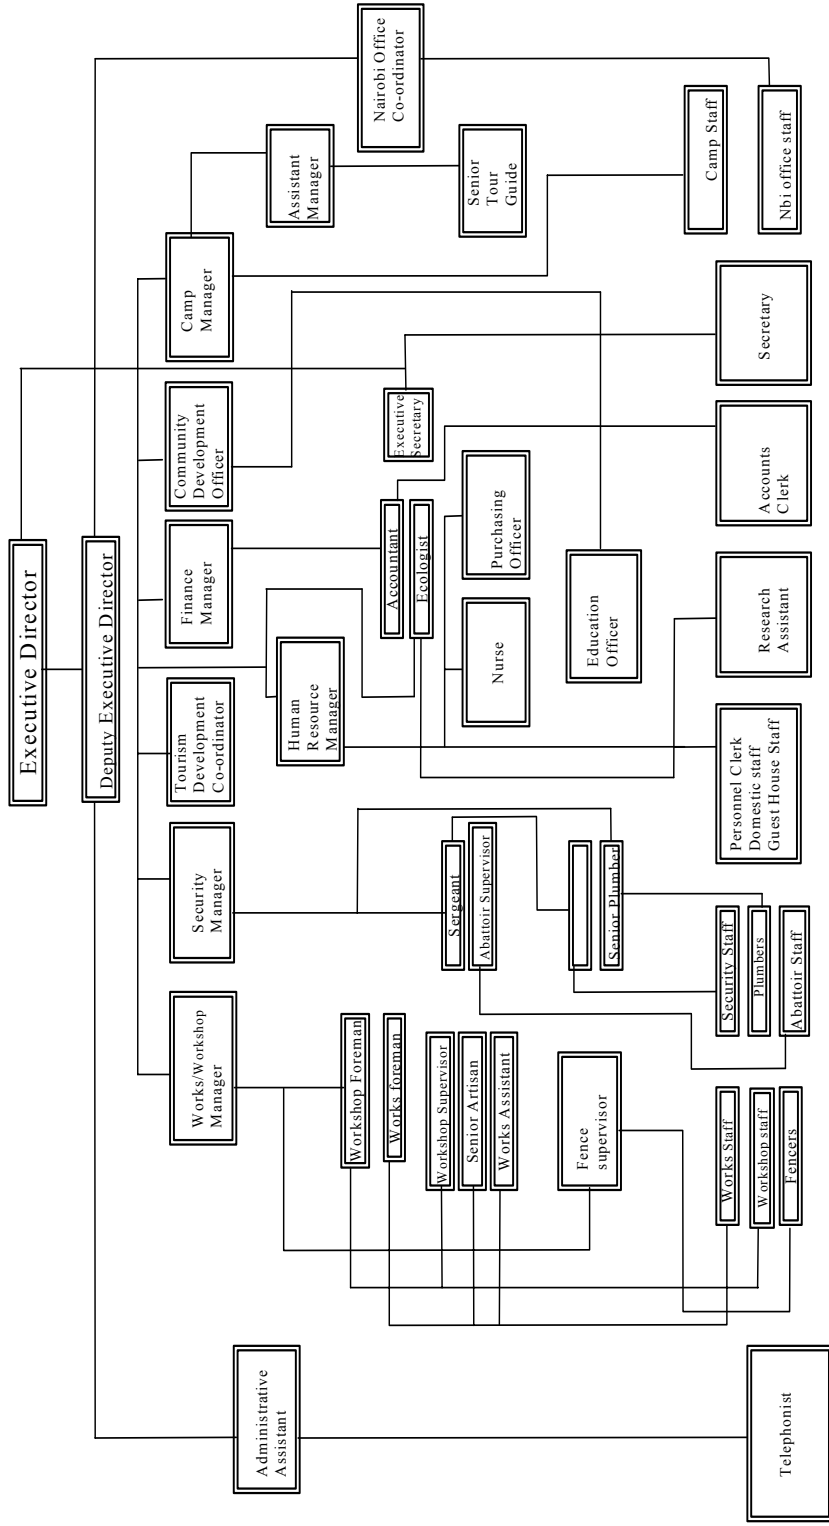 Executive Director
Deputy Executive Director
Nairobi Office
Co-ordinator
Works/Workshop
Manager
Security
Manager
Tourism
Development
Co-ordinator
Finance
Manager
Community
Development
Officer
Camp
Manager
Administrative
Assistant
Human
Resource
Manager
Assistant
Manager
Workshop Foreman
Works foreman
Accountant
Ecologist
Executive
Secretary
Workshop Supervisor
Senior Artisan
Works Assistant
Sergeant
Abattoir Supervisor
Nurse
Purchasing
Officer
Senior
Tour
Guide
Fence
supervisor
Senior Plumber
Education
Officer
Camp Staff
Works Staff
Workshop staff
Fencers
Security Staff
Plumbers
Abattoir Staff
Personnel Clerk
Domestic staff
Guest House Staff
Research
Assistant
Accounts
Clerk
Secretary
Nbi office staff
Telephonist